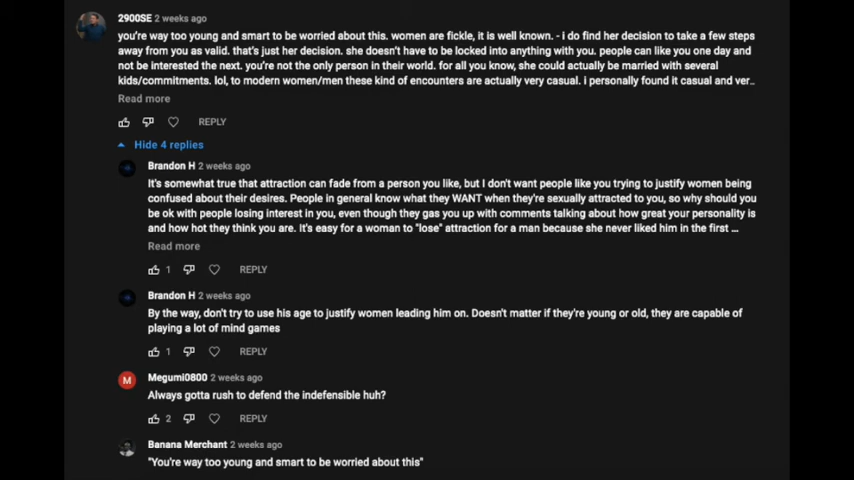 2900SE 2 weeks ago
you're way too young and smart to be worried about this. women are fickle, it is well known. - i do find her decision to take a few steps
away from you as valid. that's just her decision. she doesn't have to be locked into anything with you. people can like you one day and
not be interested the next. you're not the only person in their world. for all you know, she could actually be married with several
kids/commitments. lol, to modern women/men these kind of encounters are actually very casual. i personally found it casual and ver..
Read more
REPLY
Hide 4 replies
Brandon H 2 weeks ago
It's somewhat true that attraction can fade from a person you like, but I don't want people like you trying to justify women being
confused about their desires. People in general know what they WANT when they're sexually attracted to you, so why should you
be ok with people losing interest in you, even though they gas you up with comments talking about how great your personality is
and how hot they think you are. It's easy for a woman to "lose" attraction for a man because she never liked him in the first ...
Read more
1 REPLY
Brandon H 2 weeks ago
By the way, don't try to use his age to justify women leading him on. Doesn't matter if they're young or old, they are capable of
playing a lot of mind games
1 REPLY
M Megumi0800 2 weeks ago
Always gotta rush to defend the indefensible huh?
2 REPLY
Banana Merchant 2 weeks ago
"You're way too young and smart to be worried about this"